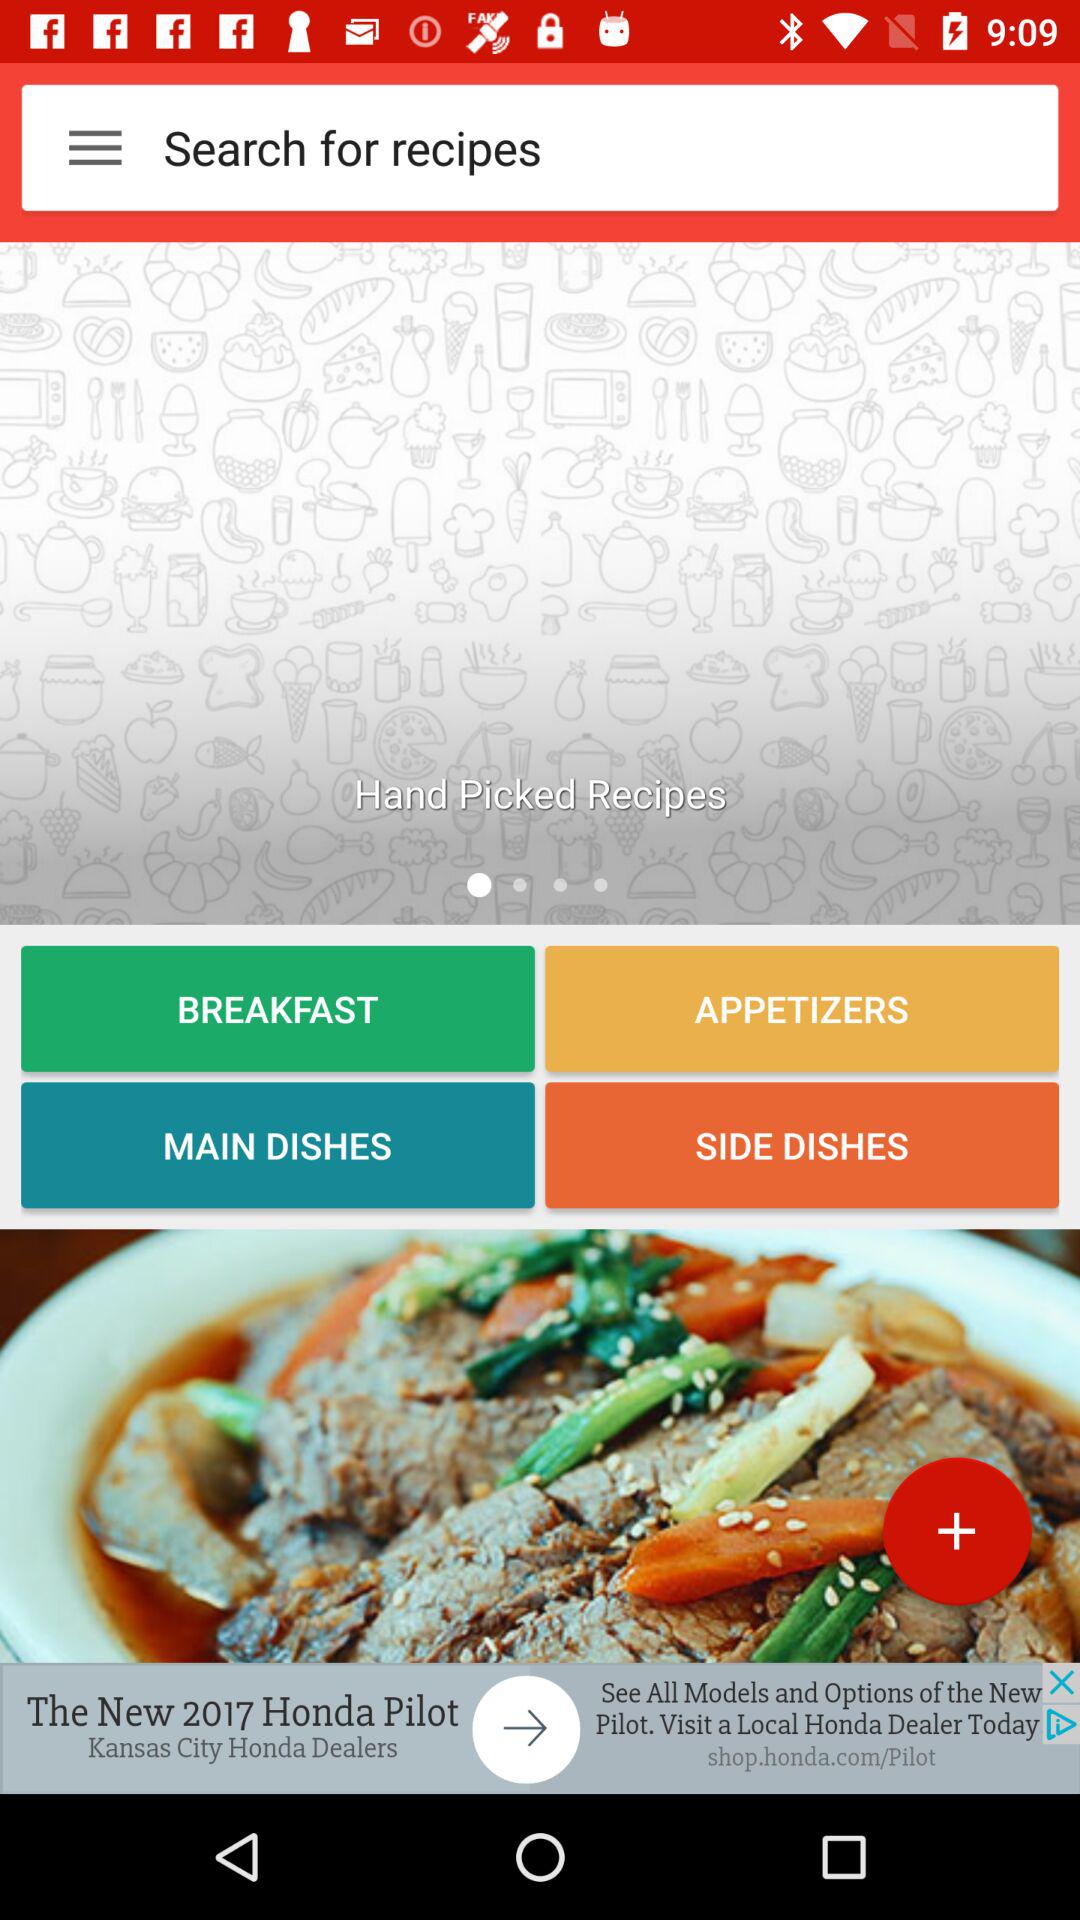 FAKE
9:09
Search for recipes
Hand Picked Recipes
BREAKFAST
APPETIZERS
MAIN DISHES
SIDE DISHES
+
The New 2017 Honda Pilot
Kansas City Honda Dealers
See All Models and Options of the New
Pilot. Visit a Local Honda Dealer Today
shop.honda.com/Pilot